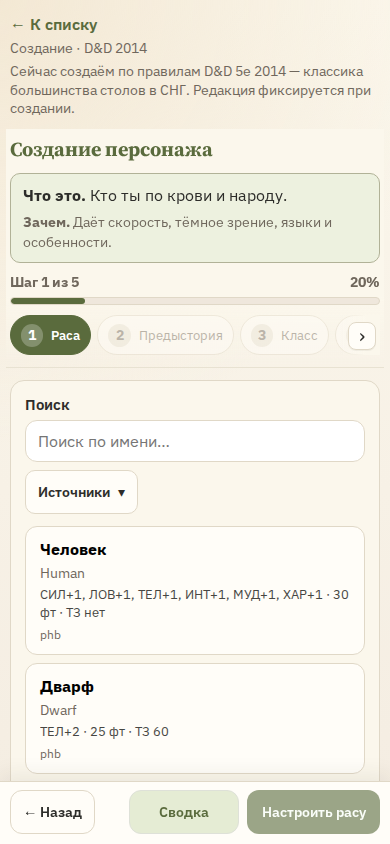 ← К списку
Создание · D&D 2014
Сейчас создаём по правилам D&D 5e 2014 — классика
большинства столов в СНГ. Редакция фиксируется при
создании.
Создание персонажа
Что это. Кто ты по крови и народу.
Зачем. Даёт скорость, тёмное зрение, языки и
особенности.
Шаг 1 из 5 20%
1 Раса 2 Предыстория 3 Класс ›
Поиск
Поиск по имени...
Источники ▾
Человек
Human
СИЛ+1, ЛОВ+1, ТЕЛ+1, ИНТ+1, МУД+1, ХАР+1 · 30
фт · ТЗ нет
phb
Дварф
Dwarf
ТЕЛ+2 · 25 фт · ТЗ 60
phb
← Назад Сводка Настроить расу